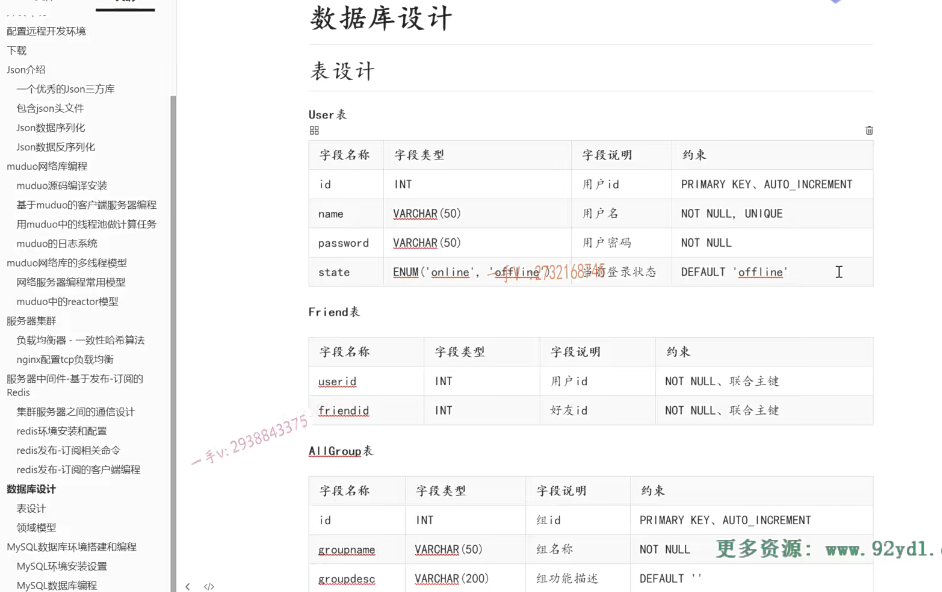 配置远程开发环境
下载
Json介绍
一个优秀的Json三方库
包含json头文件
Json数据序列化
Json数据反序列化
muduo网络库编程
muduo源码编译安装
基于muduo的客户端服务器编程
用muduo中的线程池做计算任务
muduo的日志系统
muduo网络库的多线程模型
网络服务器编程常用模型
muduo中的reactor模型
服务器集群
负载均衡器 - 一致性哈希算法
nginx配置tcp负载均衡
服务器中间件-基于发布-订阅的
Redis
集群服务器之间的通信设计
redis环境安装和配置
redis发布-订阅相关命令
redis发布-订阅的客户端编程
数据库设计
表设计
领域模型
MySQL数据库环境搭建和编程
MySQL环境安装设置
MySQL数据库编程
数据库设计
表设计
User表
字段名称 字段类型 字段说明 约束
id INT 用户id PRIMARY KEY、AUTO_INCREMENT
name VARCHAR(50) 用户名 NOT NULL, UNIQUE
password VARCHAR(50) 用户密码 NOT NULL
state ENUM('online', 'offline') 当前登录状态 DEFAULT 'offline'
一手V:2732168745
Friend表
字段名称 字段类型 字段说明 约束
userid INT 用户id NOT NULL、联合主键
friendid INT 好友id NOT NULL、联合主键
一手v:2938843375
AllGroup表
字段名称 字段类型 字段说明 约束
id INT 组id PRIMARY KEY、AUTO_INCREMENT
groupname VARCHAR(50) 组名称 NOT NULL
groupdesc VARCHAR(200) 组功能描述 DEFAULT ''
更多资源: www.92yd1.